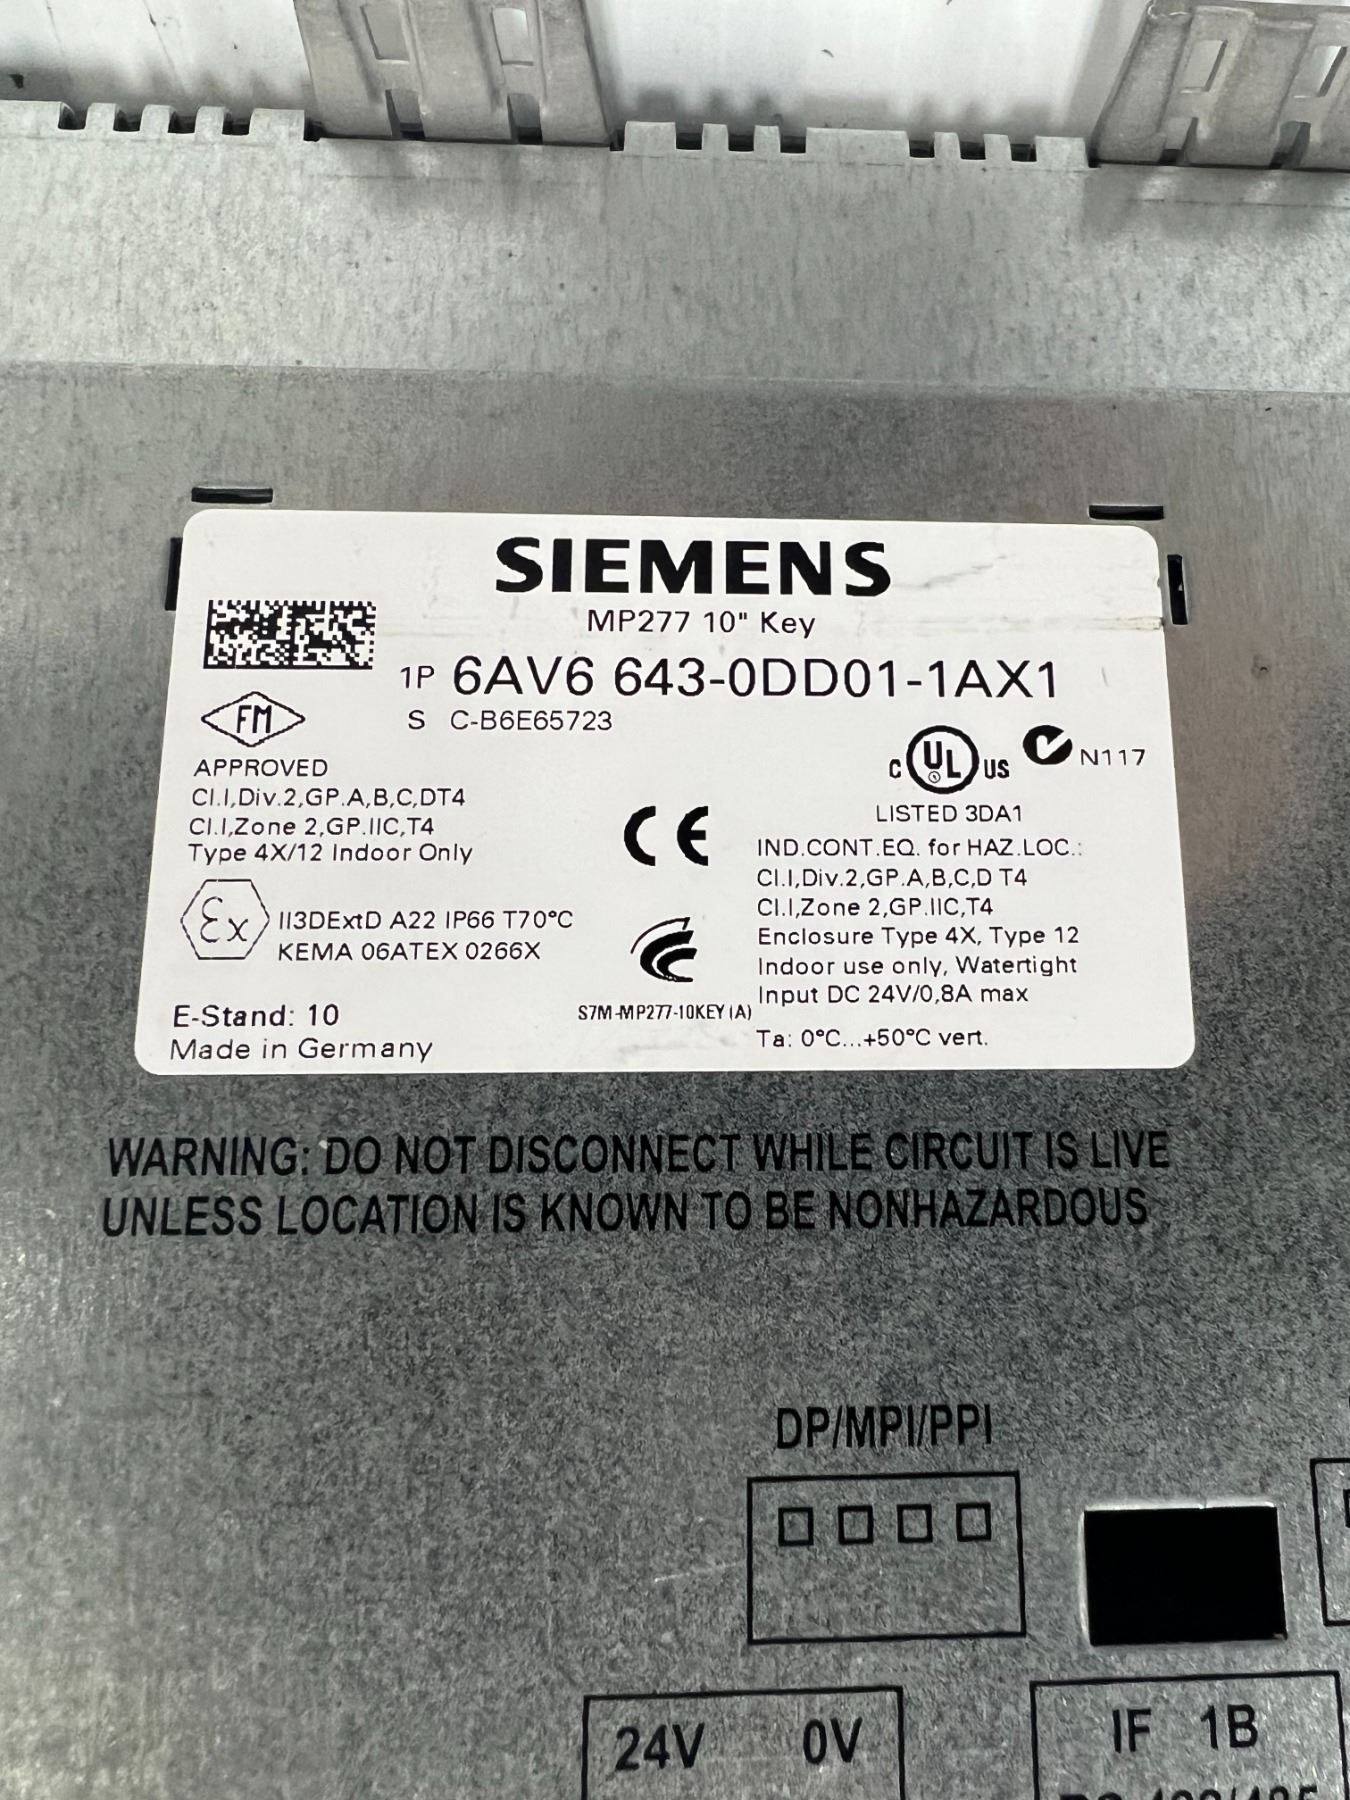 SIEMENS
MP277 10" Key
1P 6AV6 643-0DD01-1AX1
S C-B6E65723
FM
APPROVED
Cl.I,Div.2,GP.A,B,C,DT4
Cl.I,Zone 2,GP.IIC,T4
Type 4X/12 Indoor Only
Ex
II3DExtD A22 IP66 T70°C
KEMA 06ATEX 0266X
E-Stand: 10
Made in Germany
CE
S7M-MP277-10KEY(A)
C UL US
N117
LISTED 3DA1
IND.CONT.EQ. for HAZ.LOC.:
Cl.I,Div.2,GP.A,B,C,D T4
Cl.I,Zone 2,GP.IIC,T4
Enclosure Type 4X, Type 12
Indoor use only, Watertight
Input DC 24V/0,8A max
Ta: 0°C...+50°C vert.
WARNING: DO NOT DISCONNECT WHILE CIRCUIT IS LIVE
UNLESS LOCATION IS KNOWN TO BE NONHAZARDOUS
DP/MPI/PPI
24V 0V
IF 1B